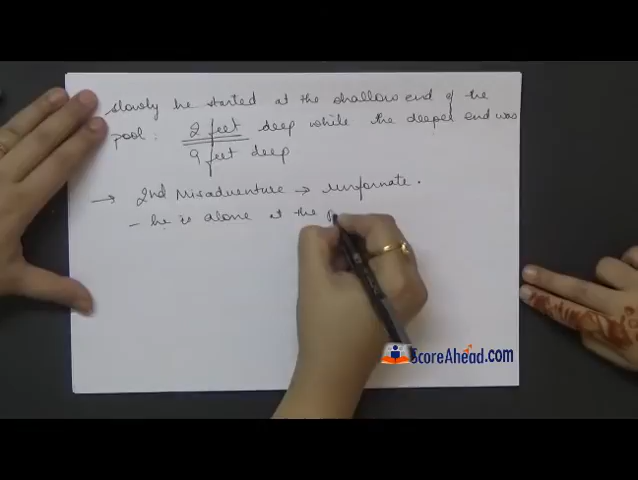 slowly he started at the shallow end of the
pool: 2 feet deep while the deeper end was
9 feet deep
→ 2nd Misadventure → unfornate.
- he is alone at the p
ScoreAhead.com